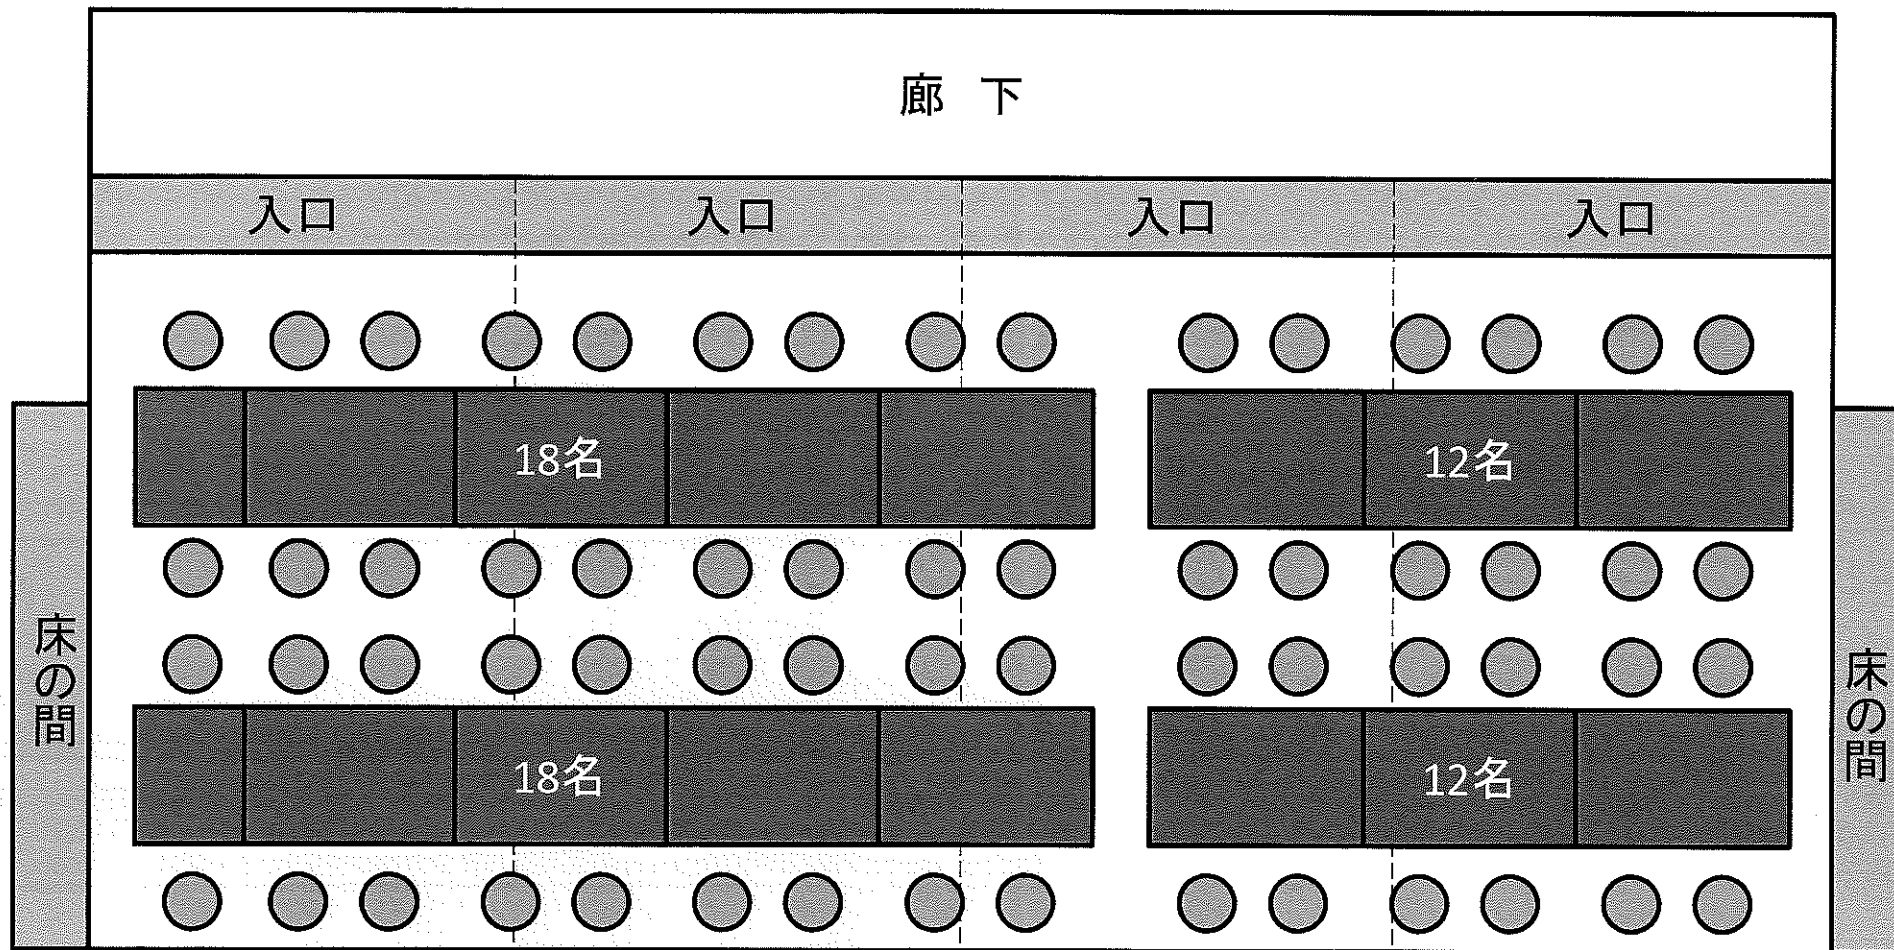 廊 下
入口 入口 入口 入口
18名 12名
床の間
床の間
18名 12名